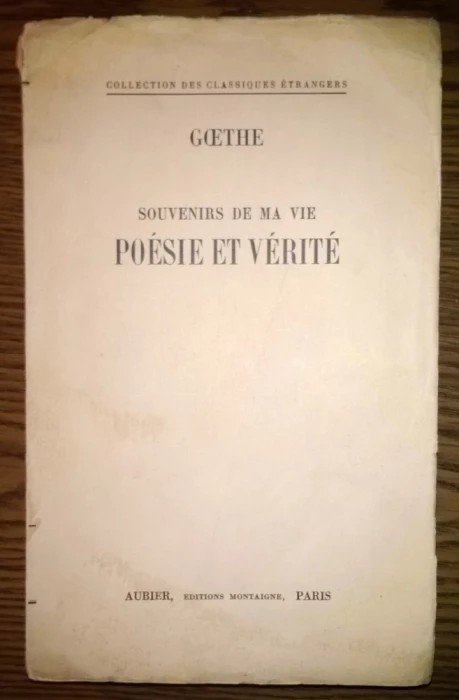 COLLECTION DES CLASSIQUES ÉTRANGERS
GŒTHE
SOUVENIRS DE MA VIE
POÉSIE ET VÉRITÉ
AUBIER, EDITIONS MONTAIGNE, PARIS